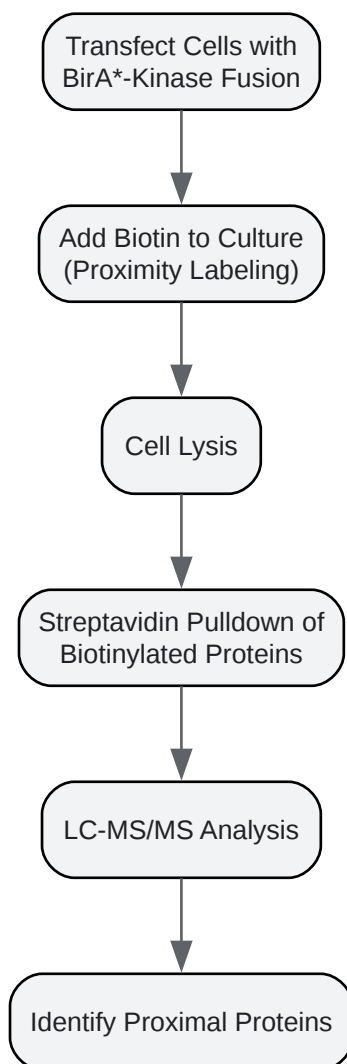 Transfect Cells with
BirA*-Kinase Fusion
Add Biotin to Culture
(Proximity Labeling)
Cell Lysis
Streptavidin Pulldown of
Biotinylated Proteins
LC-MS/MS Analysis
Identify Proximal Proteins